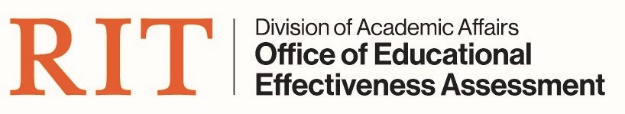 RIT
Division of Academic Affairs
Office of Educational
Effectiveness Assessment